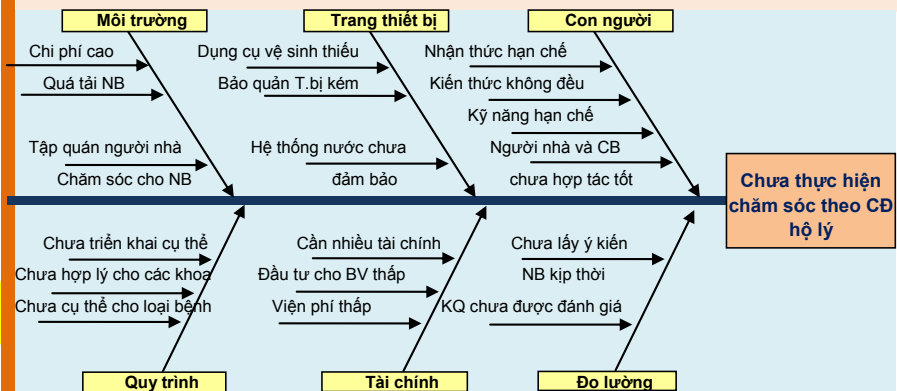 Môi trường
Trang thiết bị
Con người
Chi phí cao
Quá tải NB
Tập quán người nhà
Chăm sóc cho NB
Dụng cụ vệ sinh thiếu
Bảo quản T.bị kém
Hệ thống nước chưa
đảm bảo
Nhận thức hạn chế
Kiến thức không đều
Kỹ năng hạn chế
Người nhà và CB
chưa hợp tác tốt
Chưa thực hiện
chăm sóc theo CĐ
hộ lý
Chưa triển khai cụ thể
Chưa hợp lý cho các khoa
Chưa cụ thể cho loại bệnh
Cần nhiều tài chính
Đầu tư cho BV thấp
Viện phí thấp
Chưa lấy ý kiến
NB kịp thời
KQ chưa được đánh giá
Quy trình
Tài chính
Đo lường